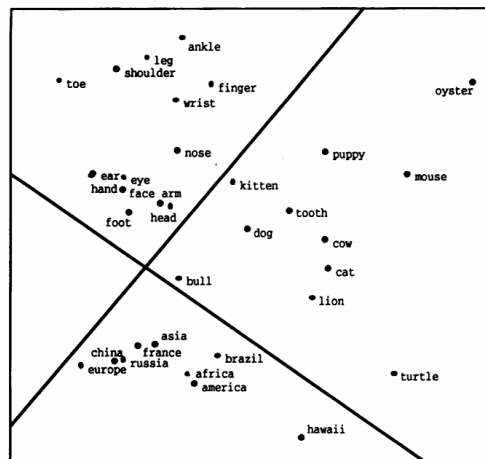 ankle
leg
shoulder
toe
finger
oyster
wrist
nose
puppy
ear
eye
mouse
kitten
hand
face arm
head
tooth
foot
dog
cow
cat
bull
lion
asia
china
france
brazil
europe
russia
africa
turtle
america
hawaii